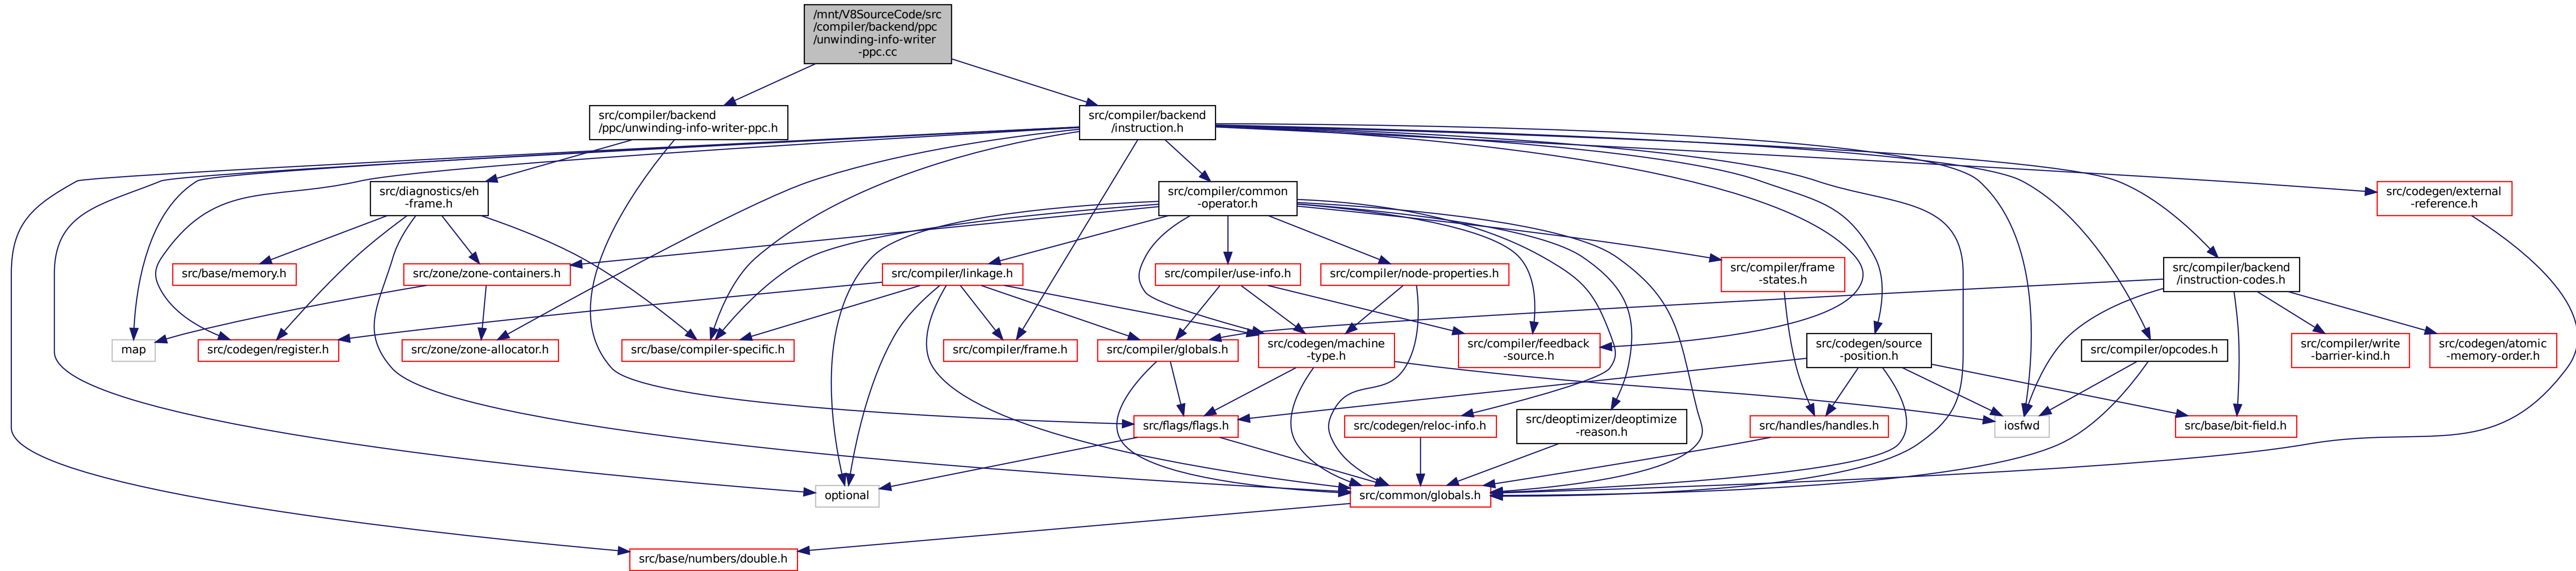 /mnt/V8SourceCode/src
/compiler/backend/ppc
/unwinding-info-writer
-ppc.cc
src/compiler/backend
/ppc/unwinding-info-writer-ppc.h
src/compiler/backend
/instruction.h
src/diagnostics/eh
-frame.h
src/compiler/common
-operator.h
src/codegen/external
-reference.h
src/base/memory.h
src/zone/zone-containers.h
src/compiler/linkage.h
src/compiler/use-info.h
src/compiler/node-properties.h
src/compiler/frame
-states.h
src/compiler/backend
/instruction-codes.h
map
src/codegen/register.h
src/zone/zone-allocator.h
src/base/compiler-specific.h
src/compiler/frame.h
src/compiler/globals.h
src/codegen/machine
-type.h
src/compiler/feedback
-source.h
src/codegen/source
-position.h
src/compiler/opcodes.h
src/compiler/write
-barrier-kind.h
src/codegen/atomic
-memory-order.h
src/flags/flags.h
src/codegen/reloc-info.h
src/deoptimizer/deoptimize
-reason.h
src/handles/handles.h
iosfwd
src/base/bit-field.h
optional
src/common/globals.h
src/base/numbers/double.h